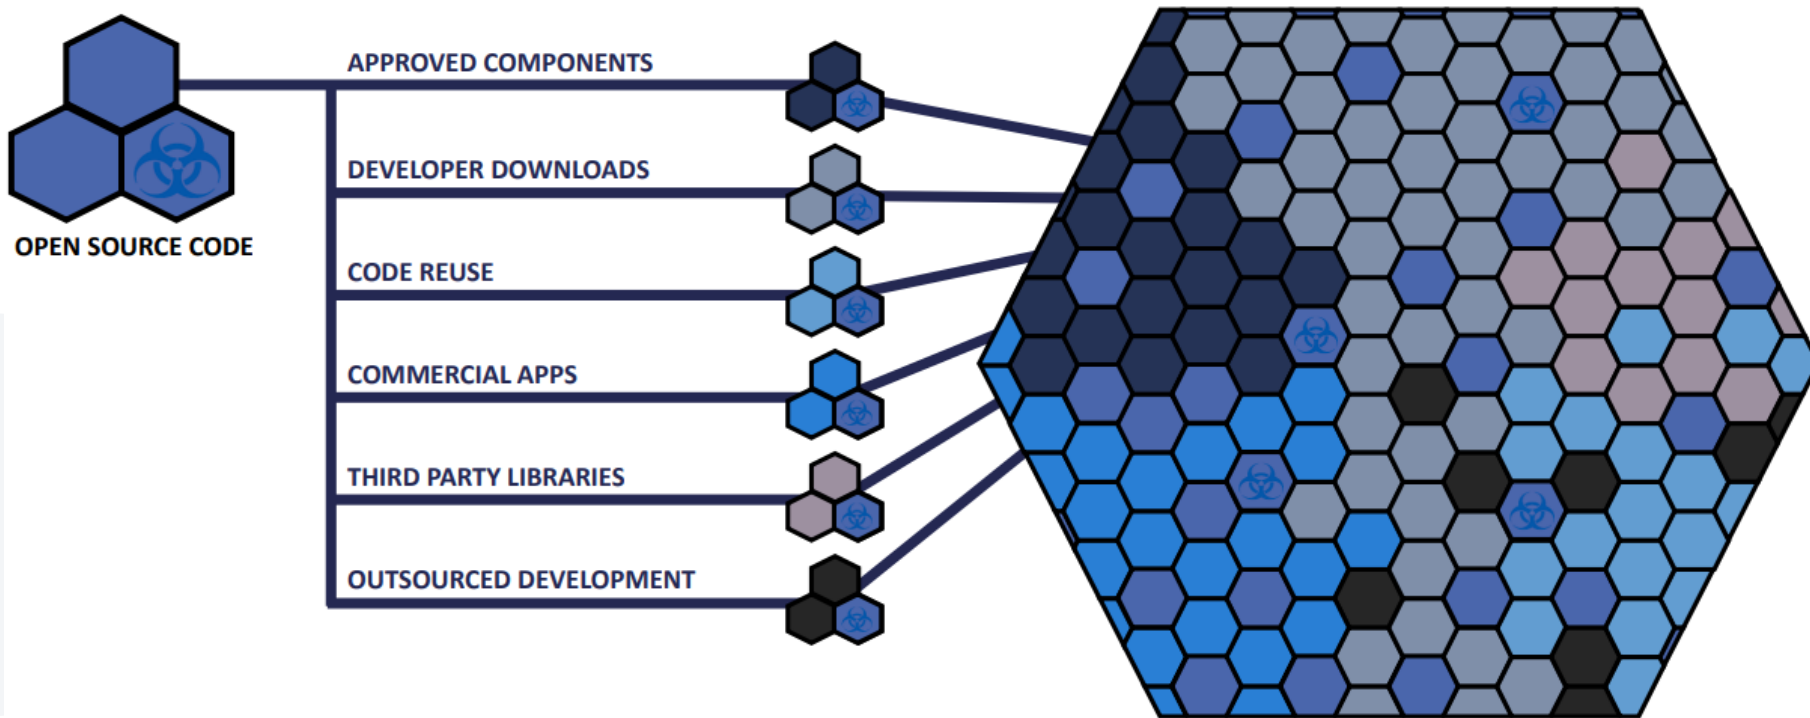 OPEN SOURCE CODE
APPROVED COMPONENTS
DEVELOPER DOWNLOADS
CODE REUSE
COMMERCIAL APPS
THIRD PARTY LIBRARIES
OUTSOURCED DEVELOPMENT